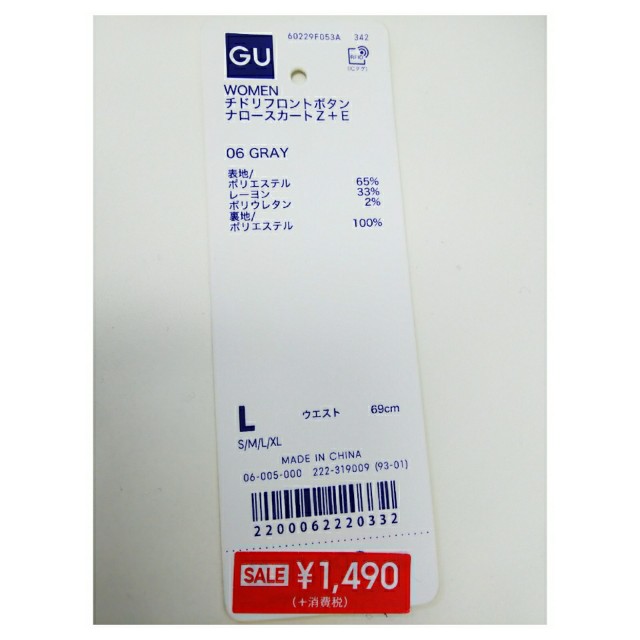 60229F053A 342
GU
WOMEN
チドリフロントボタン
ナロースカートZ+E
06 GRAY
表地/
ポリエステル 65%
レーヨン 33%
ポリウレタン 2%
裏地/
ポリエステル 100%
L ウエスト 69cm
S/M/L/XL
MADE IN CHINA
06-005-000 222-319009 (93-01)
2200062220332
SALE ¥1,490
(+消費税)